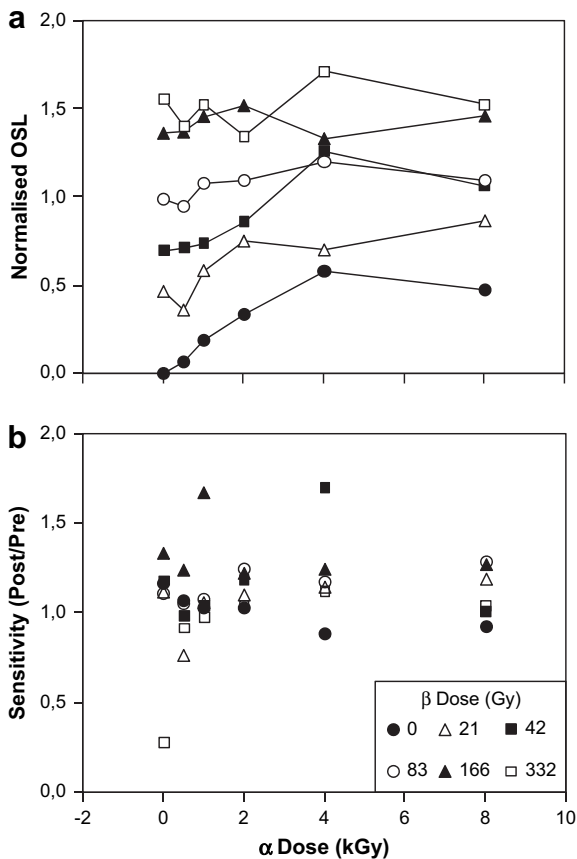 a
2,0
1,5
1,0
0,5
0,0
Normalised OSL
b
2,0
1,5
1,0
0,5
0,0
Sensitivity (Post/Pre)
β Dose (Gy)
0 21 42
83 166 332
-2 0 2 4 6 8 10
α Dose (kGy)